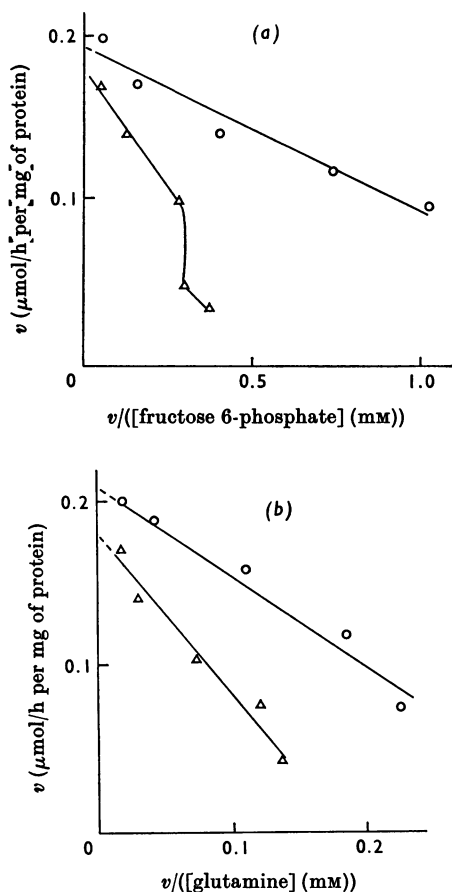 (a)
0.2
0.1
0
0.5
1.0
v (μmol/h per mg of protein)
v/([fructose 6-phosphate] (mM))
(b)
0.2
0.1
0
0.1
0.2
v (μmol/h per mg of protein)
v/([glutamine] (mM))